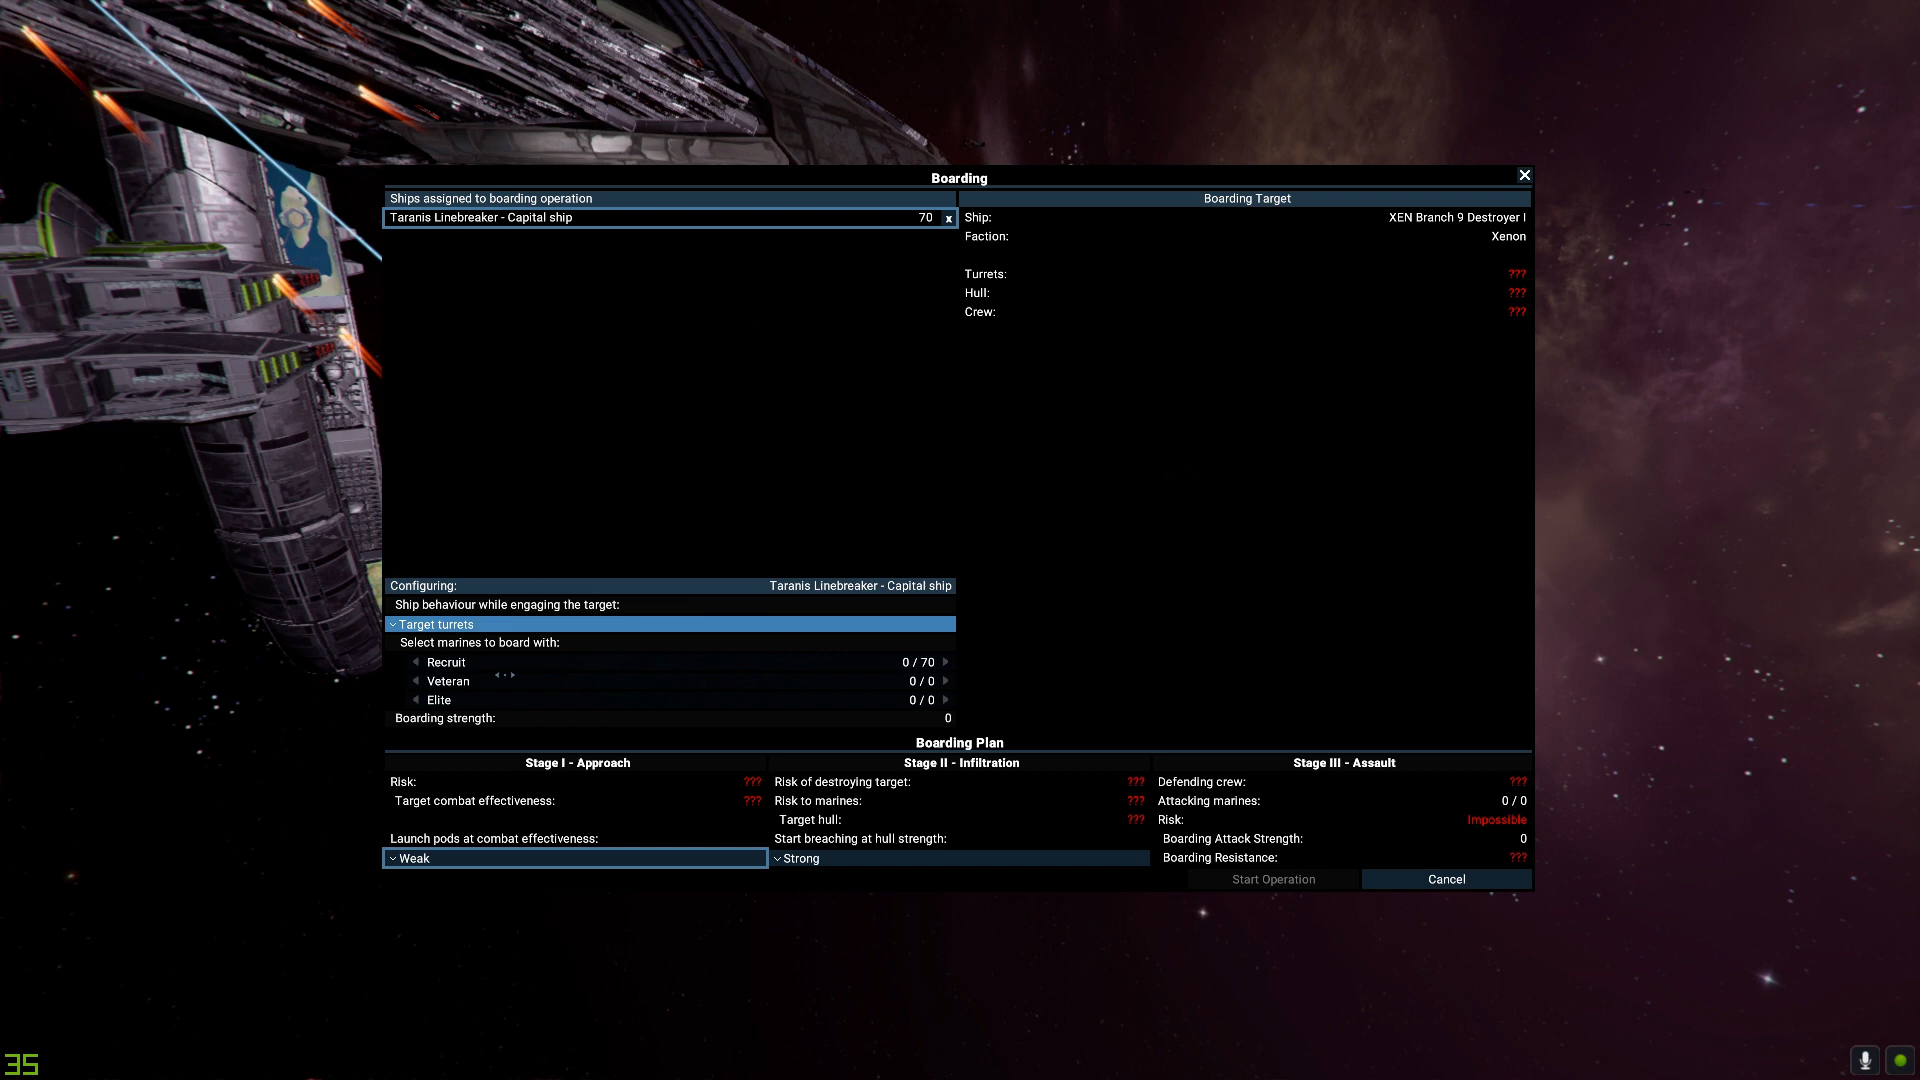 Boarding
Ships assigned to boarding operation
Taranis Linebreaker - Capital ship 70 x
Boarding Target
Ship: XEN Branch 9 Destroyer I
Faction: Xenon
Turrets: ???
Hull: ???
Crew: ???
Configuring: Taranis Linebreaker - Capital ship
Ship behaviour while engaging the target:
Target turrets
Select marines to board with:
Recruit 0 / 70
Veteran 0 / 0
Elite 0 / 0
Boarding strength: 0
Boarding Plan
Stage I - Approach
Risk: ???
Target combat effectiveness: ???
Launch pods at combat effectiveness:
Weak
Stage II - Infiltration
Risk of destroying target: ???
Risk to marines: ???
Target hull: ???
Start breaching at hull strength:
Strong
Stage III - Assault
Defending crew: ???
Attacking marines: 0 / 0
Risk: Impossible
Boarding Attack Strength: 0
Boarding Resistance: ???
Start Operation
Cancel
35